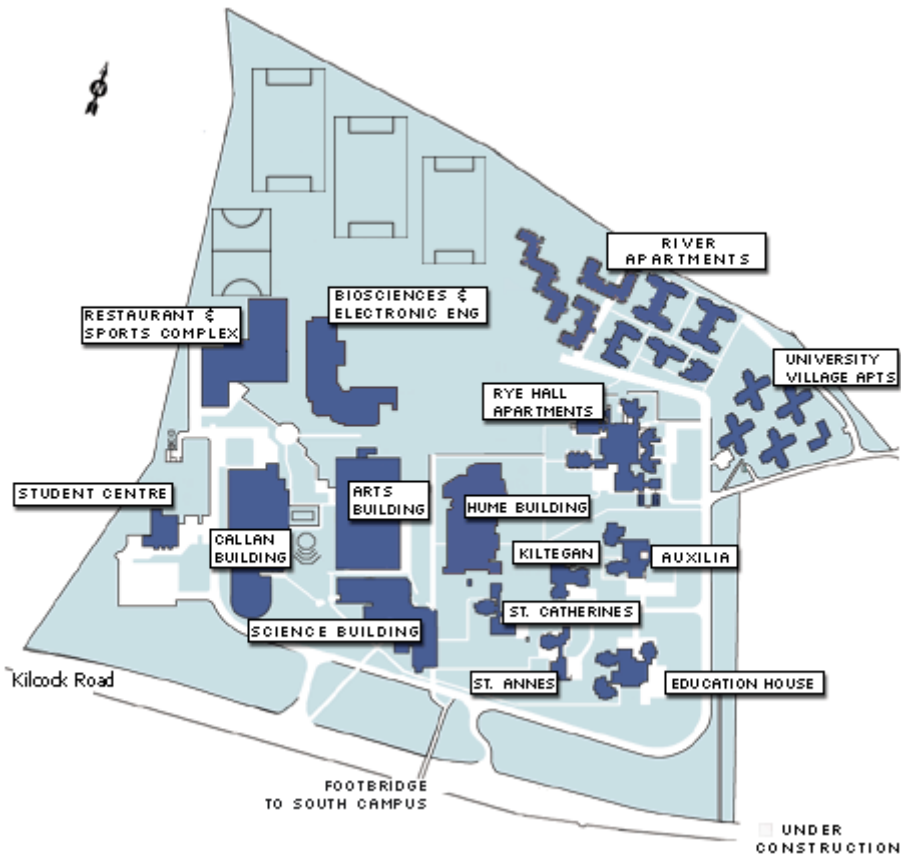 N
RIVER
APARTMENTS
BIOSCIENCES &
ELECTRONIC ENG
RESTAURANT &
SPORTS COMPLEX
UNIVERSITY
VILLAGE APTS
RYE HALL
APARTMENTS
STUDENT CENTRE
ARTS
BUILDING
HUME BUILDING
CALLAN
BUILDING
KILTEGAN
AUXILIA
ST. CATHERINES
SCIENCE BUILDING
Kilcock Road
ST. ANNES
EDUCATION HOUSE
FOOTBRIDGE
TO SOUTH CAMPUS
UNDER
CONSTRUCTION